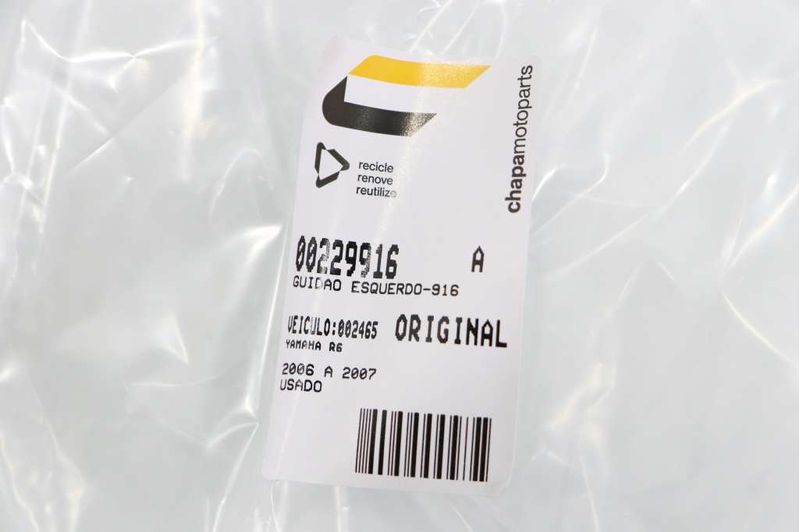 chapamotoparts
recicle
renove
reutilize
00229916 A
GUIDAO ESQUERDO-916
VEICULO:002465 ORIGINAL
YAMAHA R6
2006 A 2007
USADO